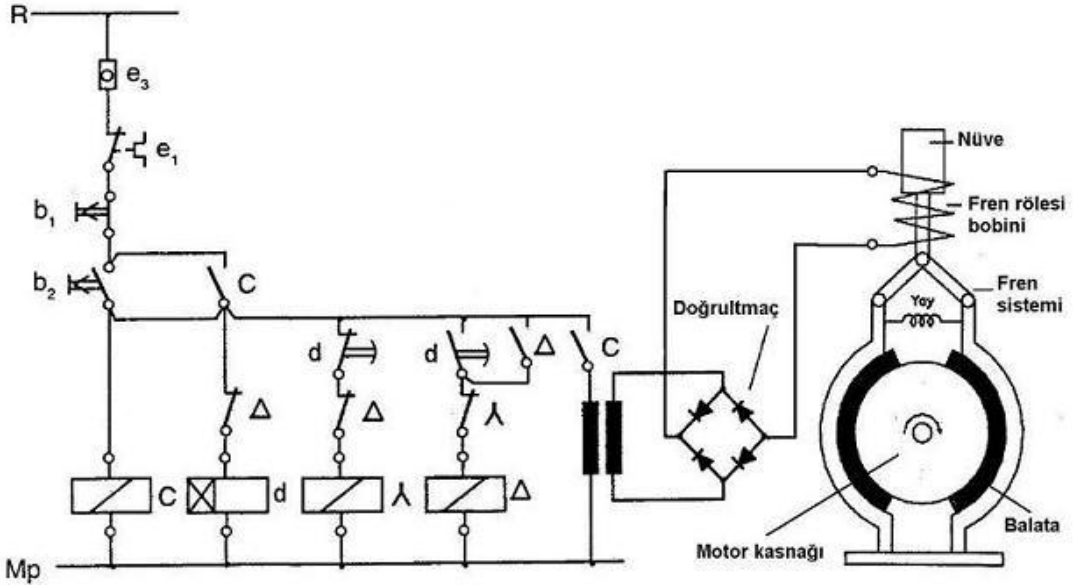 R
e₃
e₁
b₁
b₂
C
d
Δ
d
Δ
C
Δ
⅄
C
d
⅄
Δ
Mp
Doğrultmaç
Nüve
Fren rölesi
bobini
Fren
sistemi
Yay
Motor kasnağı
Balata